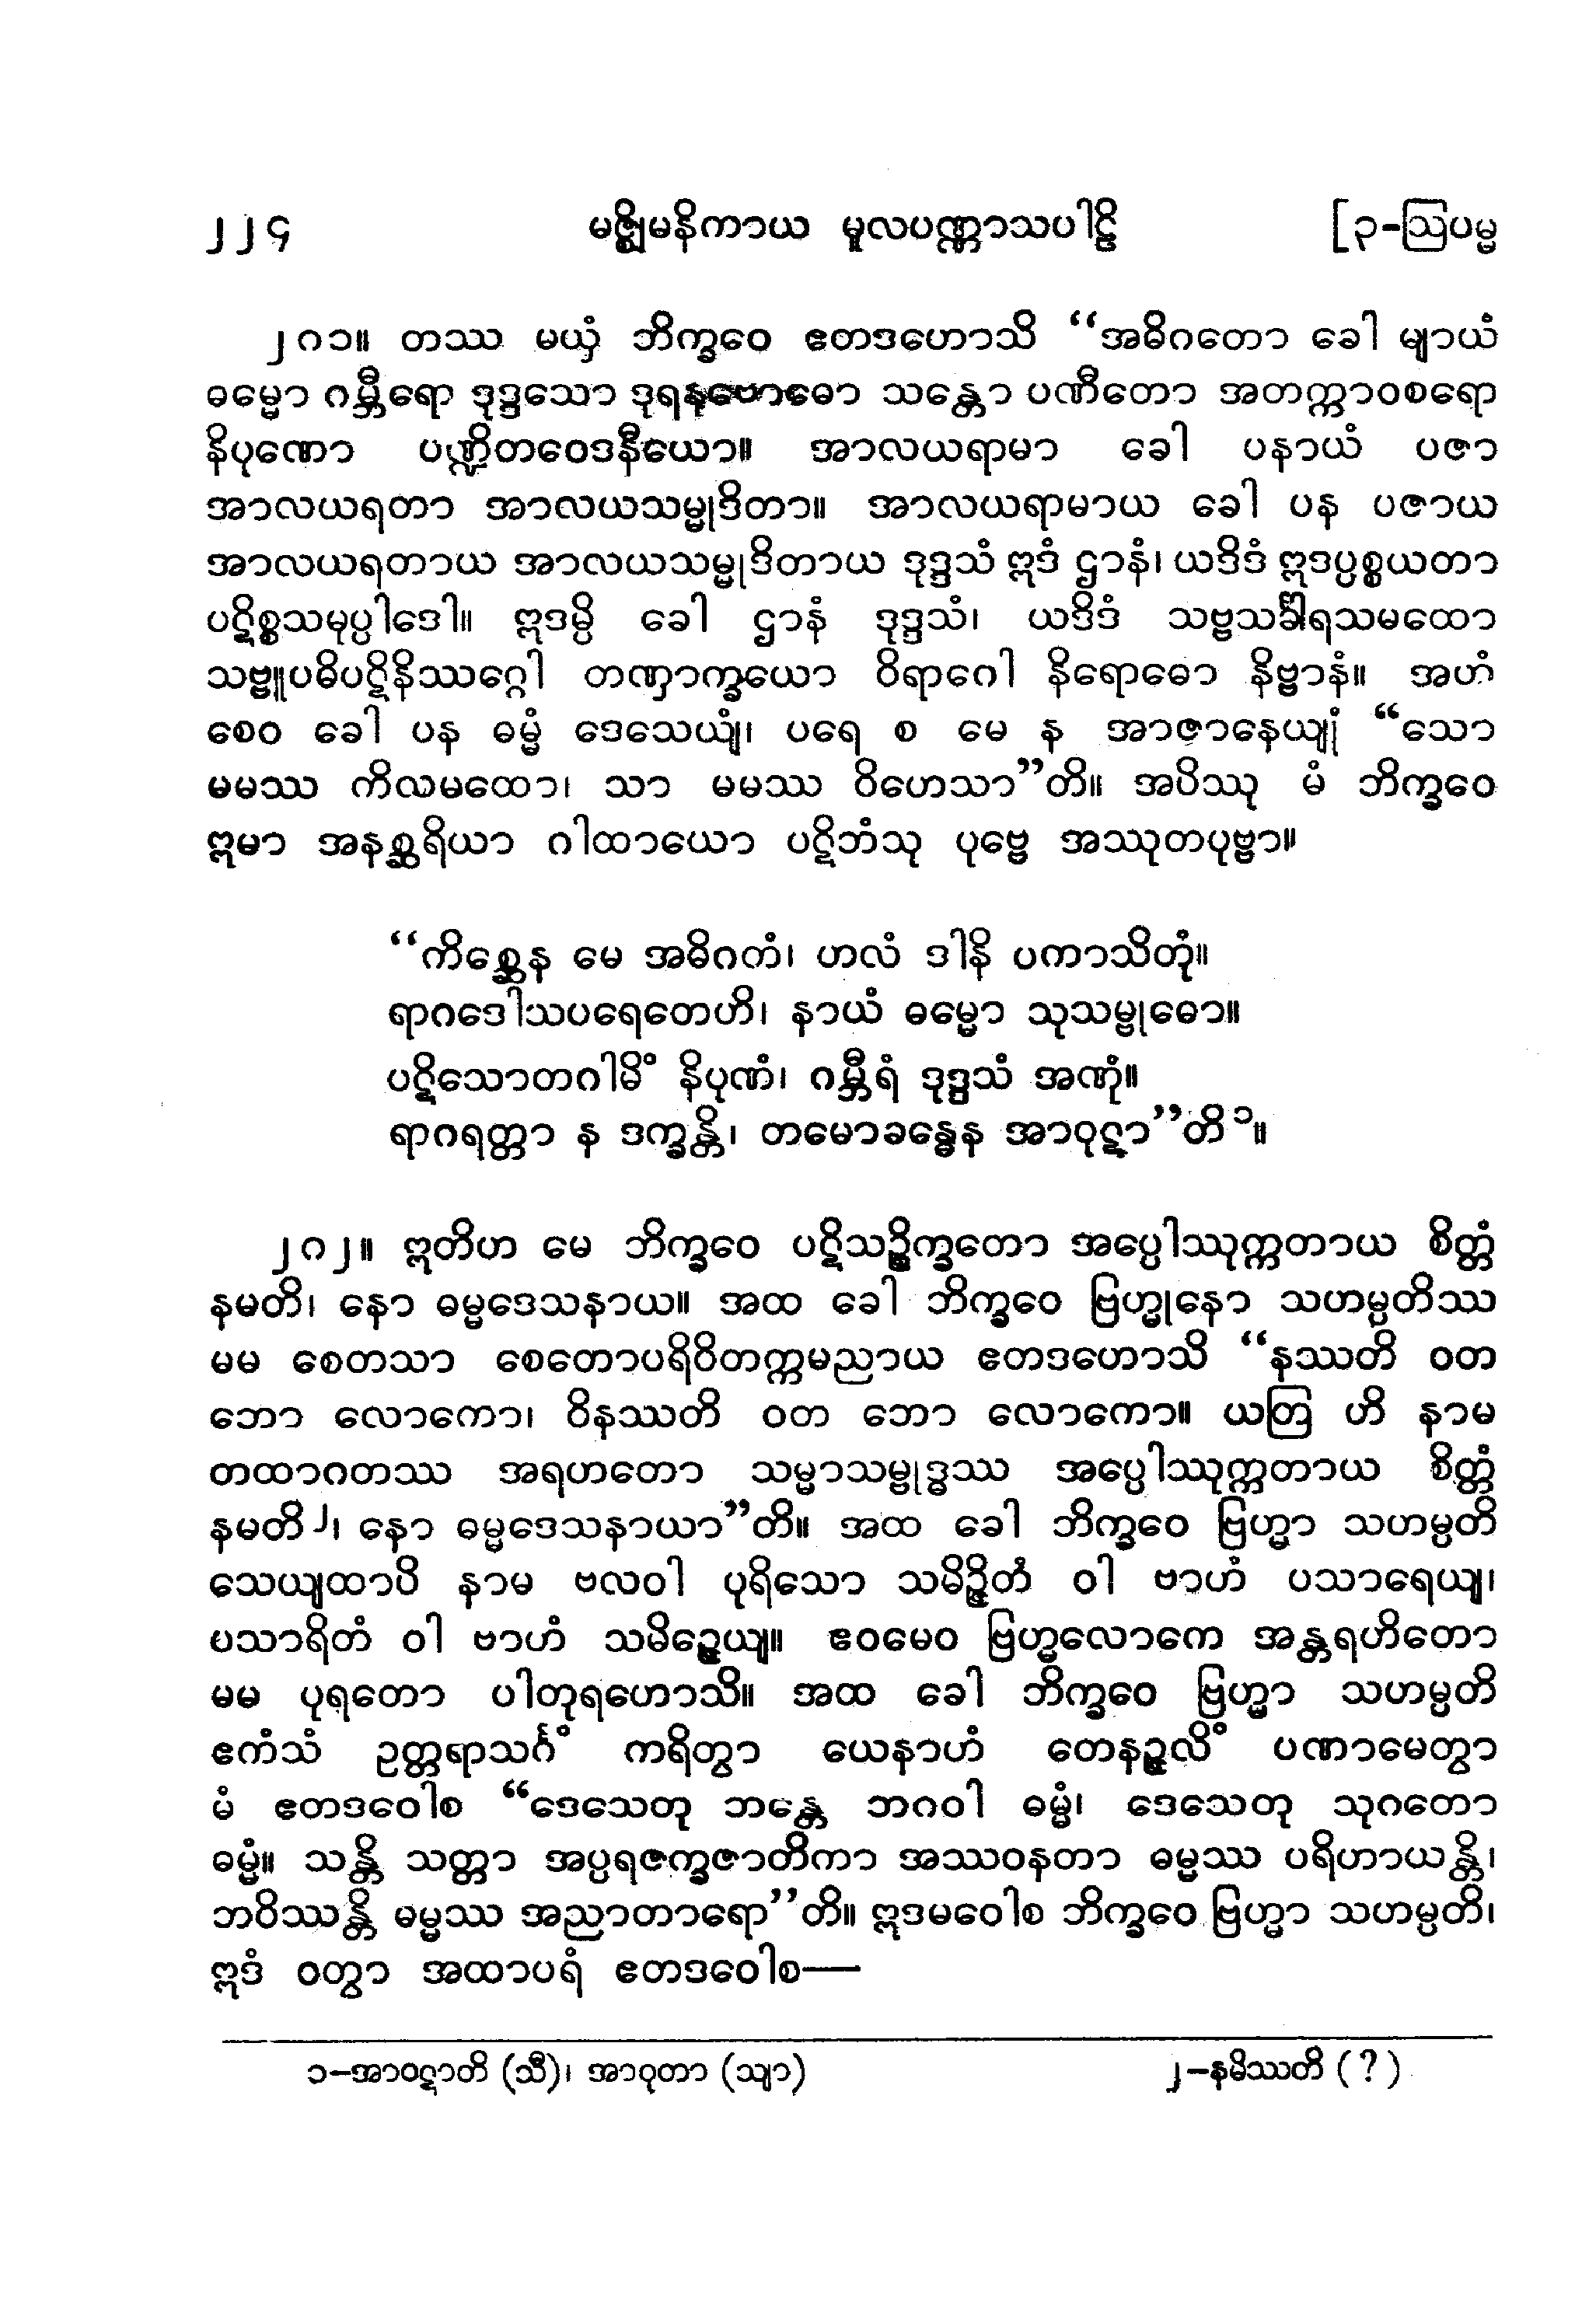 ၂၂၄ မဇ္ဈိမနိကာယ မူလပဏ္ဏာသပါဠိ [၃-ဩပမ္မ
၂၈၁။ တဿ မယှံ ဘိက္ခဝေ ဧတဒဟောသိ “အဓိဂတော ခေါ မျာယံ
ဓမ္မော ဂမ္ဘီရော ဒုဒ္ဒသော ဒုရနုဗောဓော သန္တော ပဏီတော အတက္ကာဝစရော
နိပုဏော ပဏ္ဍိတဝေဒနီယော။ အာလယရာမာ ခေါ ပနာယံ ပဇာ
အာလယရတာ အာလယသမ္မုဒိတာ။ အာလယရာမာယ ခေါ ပန ပဇာယ
အာလယရတာယ အာလယသမ္မုဒိတာယ ဒုဒ္ဒသံ ဣဒံ ဌာနံ၊ ယဒိဒံ ဣဒပ္ပစ္စယတာ
ပဋိစ္စသမုပ္ပါဒေါ။ ဣဒမ္ပိ ခေါ ဌာနံ ဒုဒ္ဒသံ၊ ယဒိဒံ သဗ္ဗသင်္ခါရသမထော
သဗ္ဗူပဓိပဋိနိဿဂ္ဂေါ တဏှာက္ခယော ဝိရာဂေါ နိရောဓော နိဗ္ဗာနံ။ အဟံ
စေဝ ခေါ ပန ဓမ္မံ ဒေသေယျံ၊ ပရေ စ မေ န အာဇာနေယျုံ “သော
မမဿ ကိလမထော၊ သာ မမဿ ဝိဟေသာ”တိ။ အပိဿု မံ ဘိက္ခဝေ
ဣမာ အနစ္ဆရိယာ ဂါထာယော ပဋိဘံသု ပုဗ္ဗေ အဿုတပုဗ္ဗာ။
“ကိစ္ဆေန မေ အဓိဂတံ၊ ဟလံ ဒါနိ ပကာသိတုံ။
ရာဂဒေါသပရေတေဟိ၊ နာယံ ဓမ္မော သုသမ္ဗုဓော။
ပဋိသောတဂါမိံ နိပုဏံ၊ ဂမ္ဘီရံ ဒုဒ္ဒသံ အဏုံ။
ရာဂရတ္တာ န ဒက္ခန္တိ၊ တမောခန္ဓေန အာဝုဋာ”တိ ၁။
၂၈၂။ ဣတိဟ မေ ဘိက္ခဝေ ပဋိသဉ္စိက္ခတော အပ္ပေါဿုက္ကတာယ စိတ္တံ
နမတိ၊ နော ဓမ္မဒေသနာယ။ အထ ခေါ ဘိက္ခဝေ ဗြဟ္မုနော သဟမ္ပတိဿ
မမ စေတသာ စေတောပရိဝိတက္ကမညာယ ဧတဒဟောသိ “နဿတိ ဝတ
ဘော လောကော၊ ဝိနဿတိ ဝတ ဘော လောကော။ ယတြ ဟိ နာမ
တထာဂတဿ အရဟတော သမ္မာသမ္ဗုဒ္ဓဿ အပ္ပေါဿုက္ကတာယ စိတ္တံ
နမတိ ၂၊ နော ဓမ္မဒေသနာယာ”တိ။ အထ ခေါ ဘိက္ခဝေ ဗြဟ္မာ သဟမ္ပတိ
သေယျထာပိ နာမ ဗလဝါ ပုရိသော သမိဉ္ဇိတံ ဝါ ဗာဟံ ပသာရေယျ၊
ပသာရိတံ ဝါ ဗာဟံ သမိဉ္ဇေယျ။ ဧဝမေဝ ဗြဟ္မလောကေ အန္တရဟိတော
မမ ပုရတော ပါတုရဟောသိ။ အထ ခေါ ဘိက္ခဝေ ဗြဟ္မာ သဟမ္ပတိ
ဧကံသံ ဥတ္တရာသင်္ဂံ ကရိတွာ ယေနာဟံ တေနဉ္ဇလိံ ပဏာမေတွာ
မံ ဧတဒဝေါစ “ဒေသေတု ဘန္တေ ဘဂဝါ ဓမ္မံ၊ ဒေသေတု သုဂတော
ဓမ္မံ။ သန္တိ သတ္တာ အပ္ပရဇက္ခဇာတိကာ အဿဝနတာ ဓမ္မဿ ပရိဟာယန္တိ၊
ဘဝိဿန္တိ ဓမ္မဿ အညာတာရော”တိ။ ဣဒမဝေါစ ဘိက္ခဝေ ဗြဟ္မာ သဟမ္ပတိ၊
ဣဒံ ဝတွာ အထာပရံ ဧတဒဝေါစ—
၁-အာဝဋာတိ (သီ)၊ အာဝုတာ (သျာ) ၂-နမိဿတိ (?)